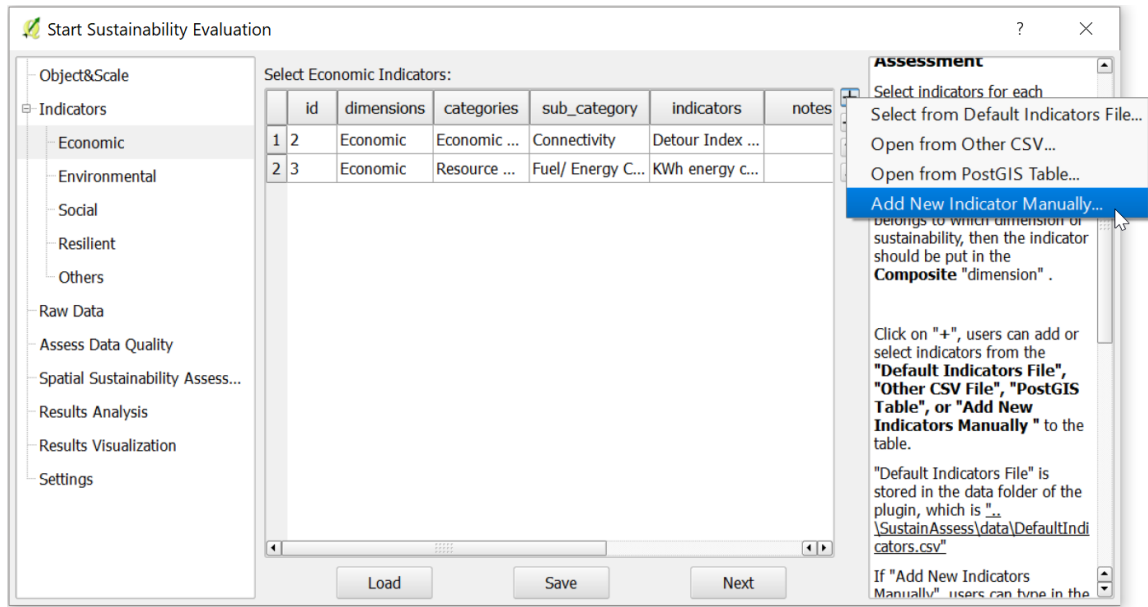 Start Sustainability Evaluation
?
Object&Scale
Indicators
Economic
Environmental
Social
Resilient
Others
Raw Data
Assess Data Quality
Spatial Sustainability Assess...
Results Analysis
Results Visualization
Settings
Select Economic Indicators:
id dimensions categories sub_category indicators notes
1 2 Economic Economic ... Connectivity Detour Index ...
2 3 Economic Resource ... Fuel/ Energy C... KWh energy c...
Load Save Next
Assessment
Select indicators for each
Select from Default Indicators File...
Open from Other CSV...
Open from PostGIS Table...
Add New Indicator Manually...
belongs to which dimension of
sustainability, then the indicator
should be put in the
Composite "dimension" .
Click on "+", users can add or
select indicators from the
"Default Indicators File",
"Other CSV File", "PostGIS
Table", or "Add New
Indicators Manually " to the
table.
"Default Indicators File" is
stored in the data folder of the
plugin, which is "..
\SustainAssess\data\DefaultIndi
cators.csv"
If "Add New Indicators
Manually", users can type in the